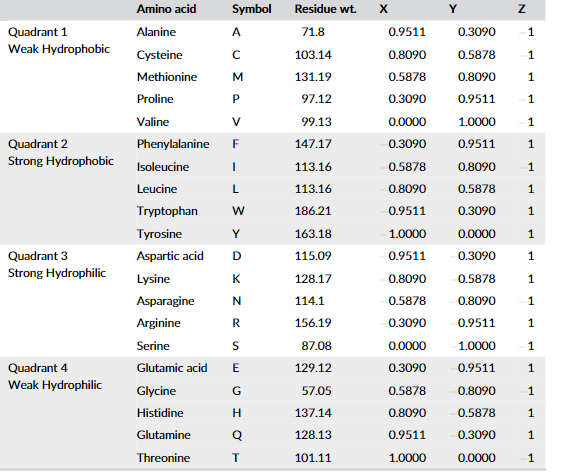 Amino acid Symbol Residue wt. X Y Z
Quadrant 1 Alanine A 71.8 0.9511 0.3090 −1
Weak Hydrophobic
Cysteine C 103.14 0.8090 0.5878 −1
Methionine M 131.19 0.5878 0.8090 −1
Proline P 97.12 0.3090 0.9511 −1
Valine V 99.13 0.0000 1.0000 −1
Quadrant 2 Phenylalanine F 147.17 −0.3090 0.9511 1
Strong Hydrophobic
Isoleucine I 113.16 −0.5878 0.8090 −1
Leucine L 113.16 −0.8090 0.5878 1
Tryptophan W 186.21 −0.9511 0.3090 1
Tyrosine Y 163.18 −1.0000 0.0000 1
Quadrant 3 Aspartic acid D 115.09 −0.9511 −0.3090 1
Strong Hydrophilic
Lysine K 128.17 −0.8090 −0.5878 1
Asparagine N 114.1 −0.5878 −0.8090 1
Arginine R 156.19 −0.3090 −0.9511 1
Serine S 87.08 0.0000 −1.0000 −1
Quadrant 4 Glutamic acid E 129.12 0.3090 −0.9511 1
Weak Hydrophilic
Glycine G 57.05 0.5878 −0.8090 −1
Histidine H 137.14 0.8090 −0.5878 1
Glutamine Q 128.13 0.9511 −0.3090 1
Threonine T 101.11 1.0000 0.0000 −1